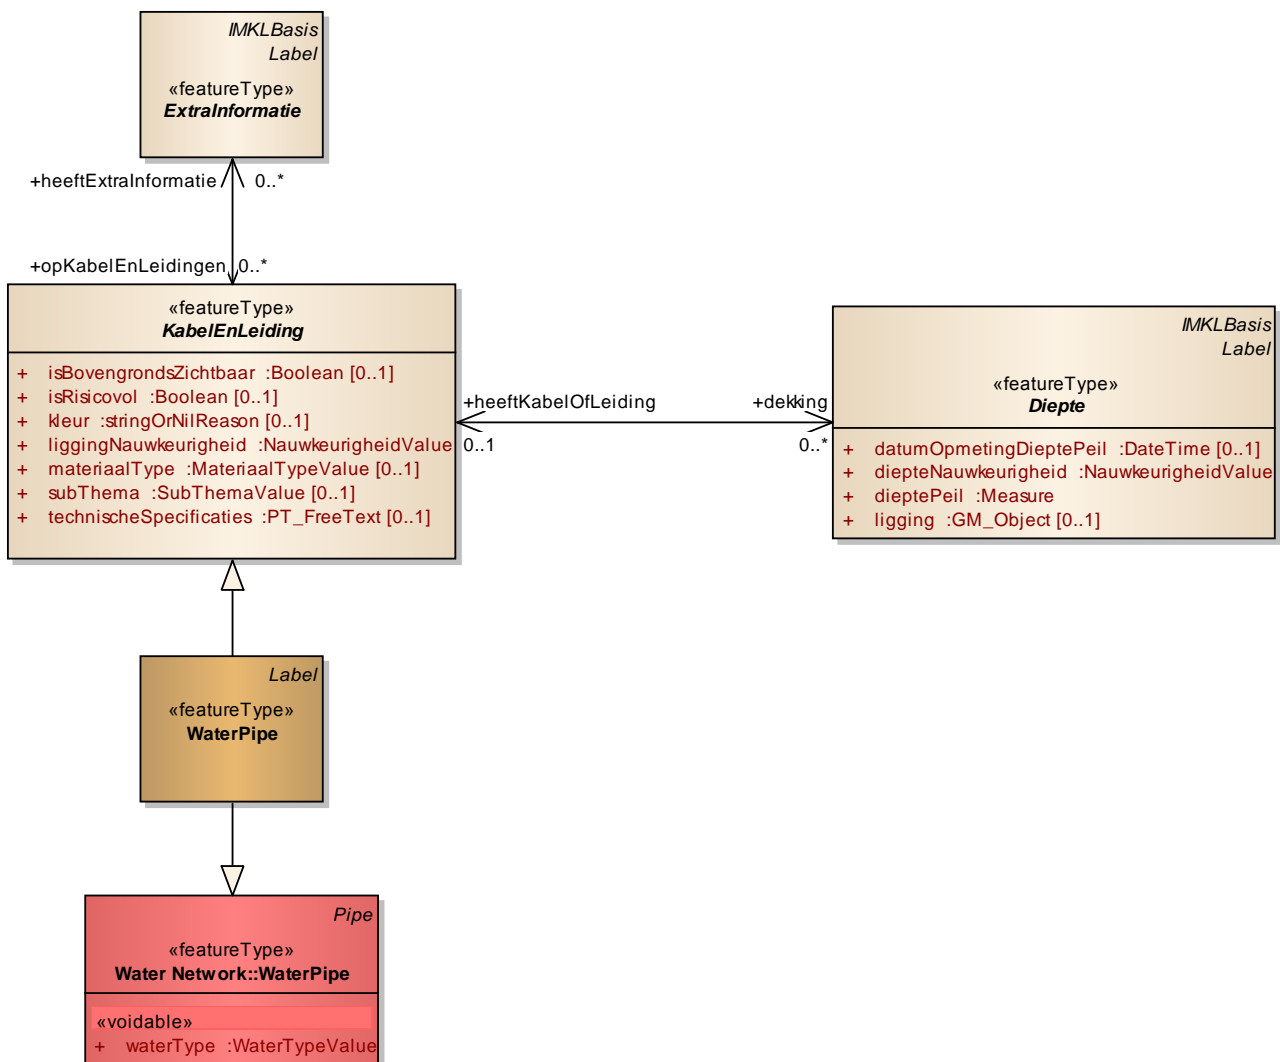 IMKLBasis
Label
«featureType»
ExtraInformatie
+heeftExtraInformatie 0..*
+opKabelEnLeidingen 0..*
«featureType»
KabelEnLeiding
+ isBovengrondsZichtbaar :Boolean [0..1]
+ isRisicovol :Boolean [0..1]
+ kleur :stringOrNilReason [0..1]
+ liggingNauwkeurigheid :NauwkeurigheidValue
+ materiaalType :MateriaalTypeValue [0..1]
+ subThema :SubThemaValue [0..1]
+ technischeSpecificaties :PT_FreeText [0..1]
+heeftKabelOfLeiding +dekking
0..1 0..*
IMKLBasis
Label
«featureType»
Diepte
+ datumOpmetingDieptePeil :DateTime [0..1]
+ diepteNauwkeurigheid :NauwkeurigheidValue
+ dieptePeil :Measure
+ ligging :GM_Object [0..1]
Label
«featureType»
WaterPipe
Pipe
«featureType»
Water Network::WaterPipe
«voidable»
+ waterType :WaterTypeValue